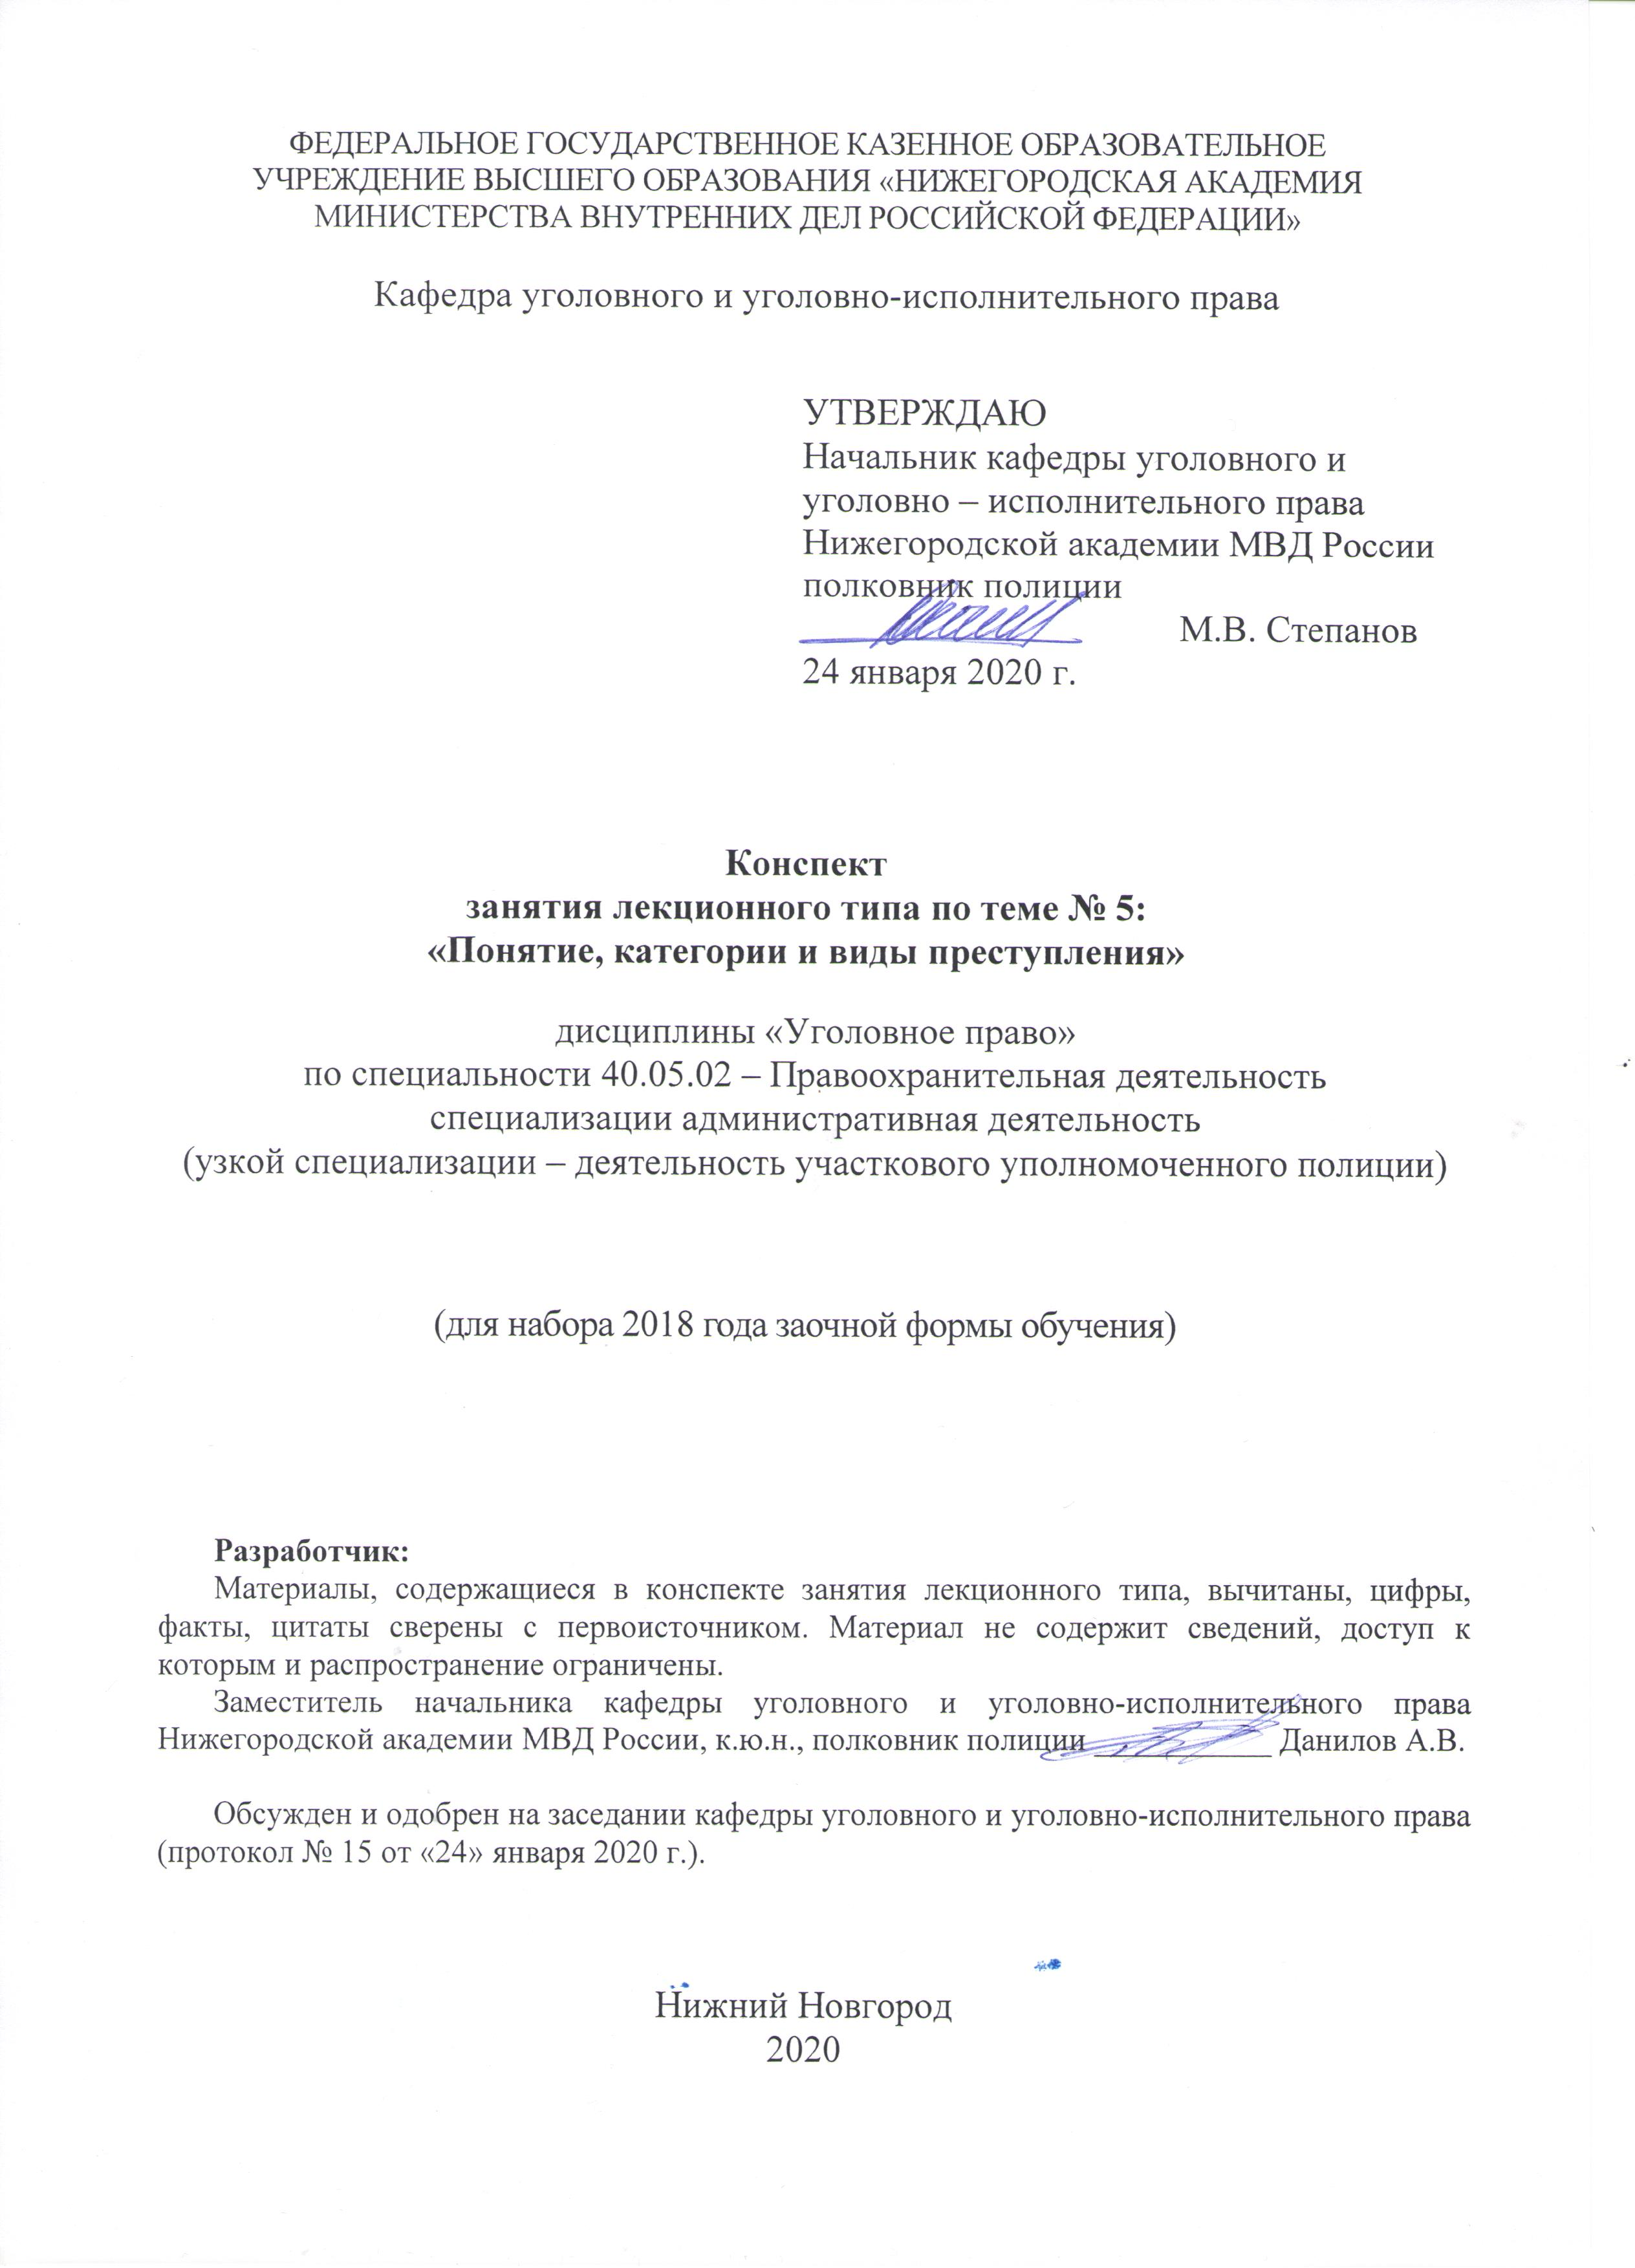 ФЕДЕРАЛЬНОЕ ГОСУДАРСТВЕННОЕ КАЗЕННОЕ ОБРАЗОВАТЕЛЬНОЕ
УЧРЕЖДЕНИЕ ВЫСШЕГО ОБРАЗОВАНИЯ «НИЖЕГОРОДСКАЯ АКАДЕМИЯ
МИНИСТЕРСТВА ВНУТРЕННИХ ДЕЛ РОССИЙСКОЙ ФЕДЕРАЦИИ»
Кафедра уголовного и уголовно-исполнительного права
УТВЕРЖДАЮ
Начальник кафедры уголовного и
уголовно – исполнительного права
Нижегородской академии МВД России
полковник полиции
М.В. Степанов
24 января 2020 г.
Конспект
занятия лекционного типа по теме № 5:
«Понятие, категории и виды преступления»
дисциплины «Уголовное право»
по специальности 40.05.02 – Правоохранительная деятельность
специализации административная деятельность
(узкой специализации – деятельность участкового уполномоченного полиции)
(для набора 2018 года заочной формы обучения)
Разработчик:
Материалы, содержащиеся в конспекте занятия лекционного типа, вычитаны, цифры,
факты, цитаты сверены с первоисточником. Материал не содержит сведений, доступ к
которым и распространение ограничены.
Заместитель начальника кафедры уголовного и уголовно-исполнительного права
Нижегородской академии МВД России, к.ю.н., полковник полиции ___________ Данилов А.В.
Обсужден и одобрен на заседании кафедры уголовного и уголовно-исполнительного права
(протокол № 15 от «24» января 2020 г.).
Нижний Новгород
2020